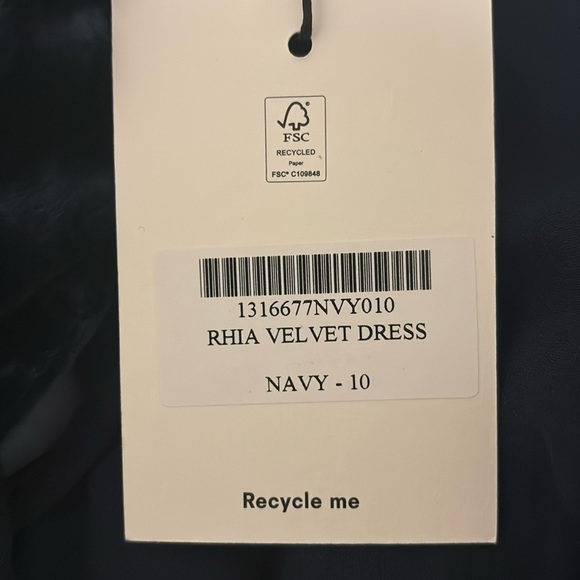 FSC
RECYCLED
Paper
FSC® C109848
1316677NVY010
RHIA VELVET DRESS
NAVY - 10
Recycle me